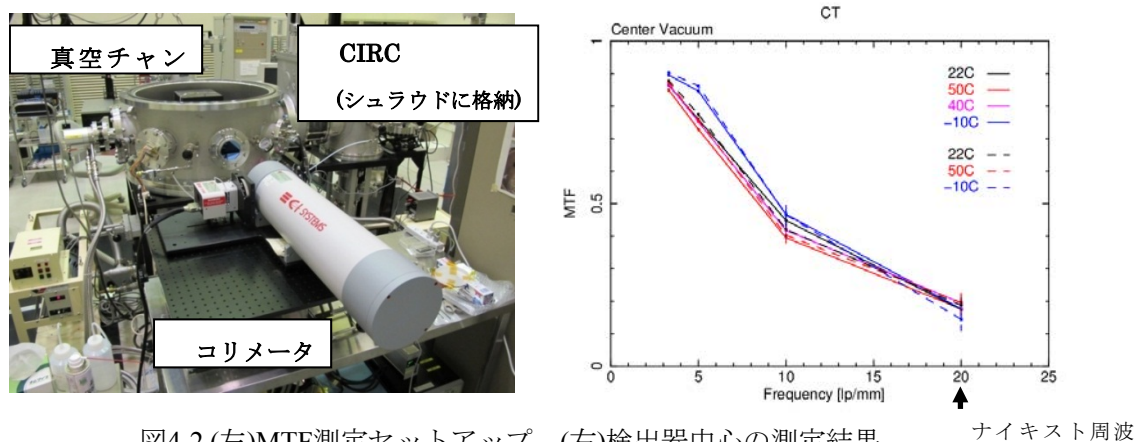 真空チャン
CIRC
(シュラウドに格納)
CI SYSTEMS
コリメータ
CT
Center Vacuum
MTF
1
0.5
0
22C
50C
40C
-10C
22C
50C
-10C
0 5 10 15 20 25
Frequency [lp/mm]
ナイキスト周波
図4-2 (左)MTF測定セットアップ (右)検出器中心の測定結果